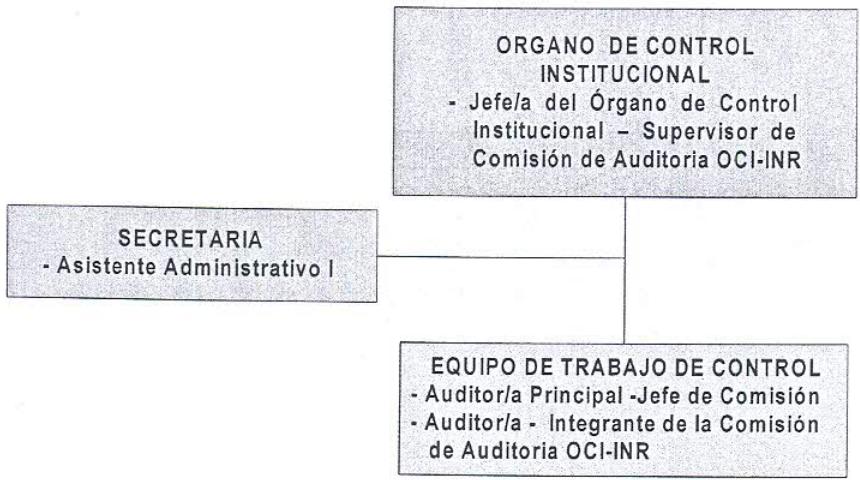 ORGANO DE CONTROL
INSTITUCIONAL
- Jefe/a del Órgano de Control
Institucional – Supervisor de
Comisión de Auditoria OCI-INR
SECRETARIA
- Asistente Administrativo I
EQUIPO DE TRABAJO DE CONTROL
- Auditor/a Principal -Jefe de Comisión
- Auditor/a - Integrante de la Comisión
de Auditoria OCI-INR